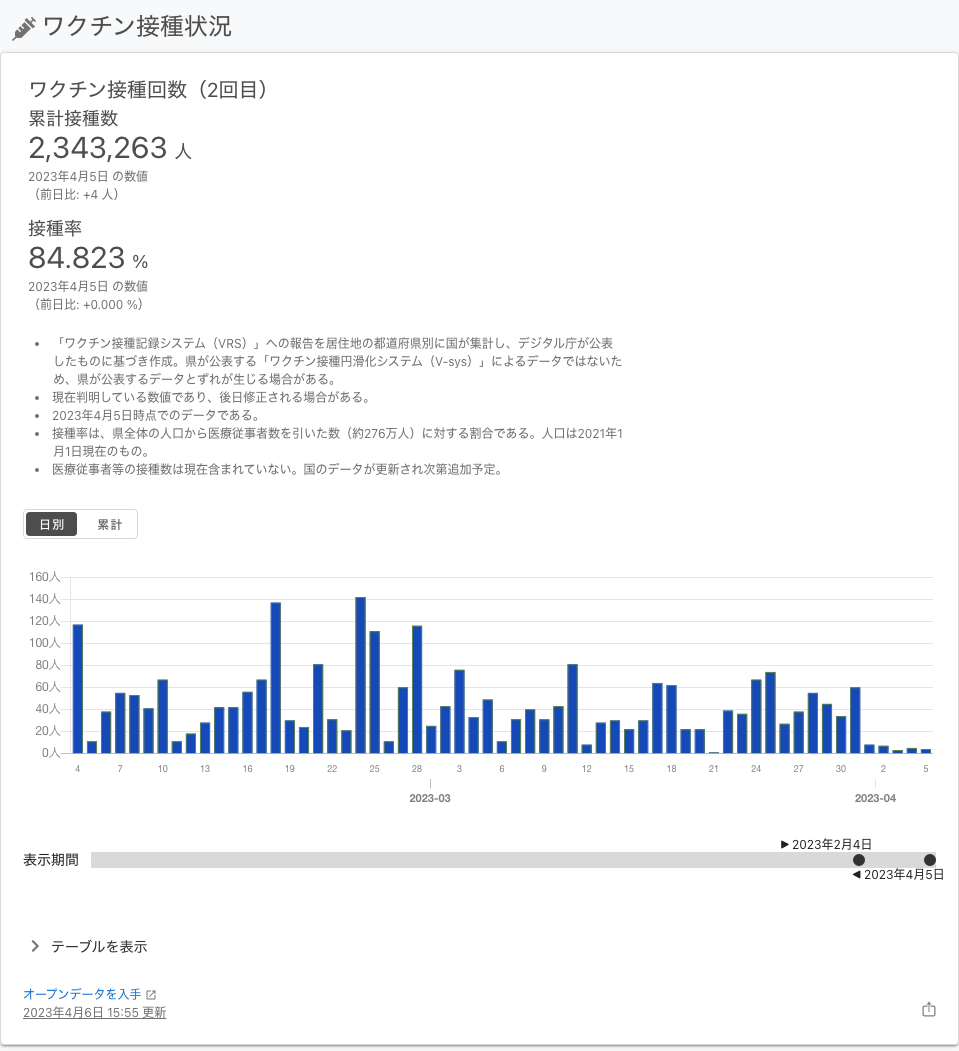 ワクチン接種状況
ワクチン接種回数（2回目）
累計接種数
2,343,263 人
2023年4月5日 の数値
（前日比: +4 人）
接種率
84.823 %
2023年4月5日 の数値
（前日比: +0.000 %）
• 「ワクチン接種記録システム（VRS）」への報告を居住地の都道府県別に国が集計し、デジタル庁が公表
したものに基づき作成。県が公表する「ワクチン接種円滑化システム（V-sys）」によるデータではないた
め、県が公表するデータとずれが生じる場合がある。
• 現在判明している数値であり、後日修正される場合がある。
• 2023年4月5日時点でのデータである。
• 接種率は、県全体の人口から医療従事者数を引いた数（約276万人）に対する割合である。人口は2021年1
月1日現在のもの。
• 医療従事者等の接種数は現在含まれていない。国のデータが更新され次第追加予定。
日別 累計
160人
140人
120人
100人
80人
60人
40人
20人
0人
4 7 10 13 16 19 22 25 28 3 6 9 12 15 18 21 24 27 30 2 5
2023-03 2023-04
▶ 2023年2月4日
表示期間
◀ 2023年4月5日
テーブルを表示
オープンデータを入手
2023年4月6日 15:55 更新